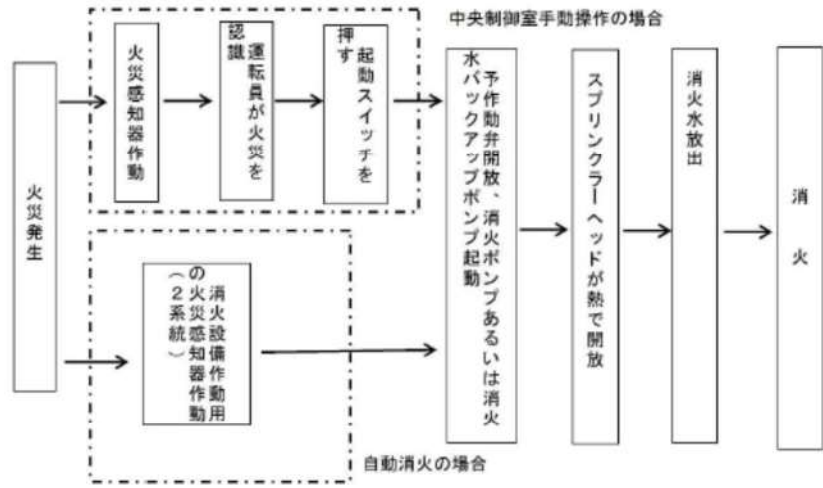 中央制御室手動操作の場合
火災発生
火災感知器作動
運転員が火災を
認識
起動スイッチを
押す
消火設備作動用
の火災感知器作動
（２系統）
自動消火の場合
予作動弁開放、消火ポンプあるいは消火
水バックアップポンプ起動
スプリンクラーヘッドが熱で開放
消火水放出
消火